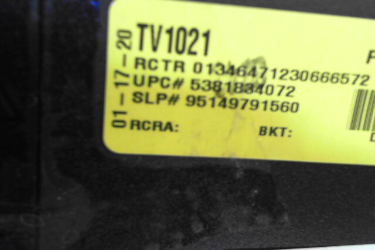 01-17-20
TV1021
RCTR 01346471230666572
UPC# 5381834072
SLP# 95149791560
RCRA: BKT: